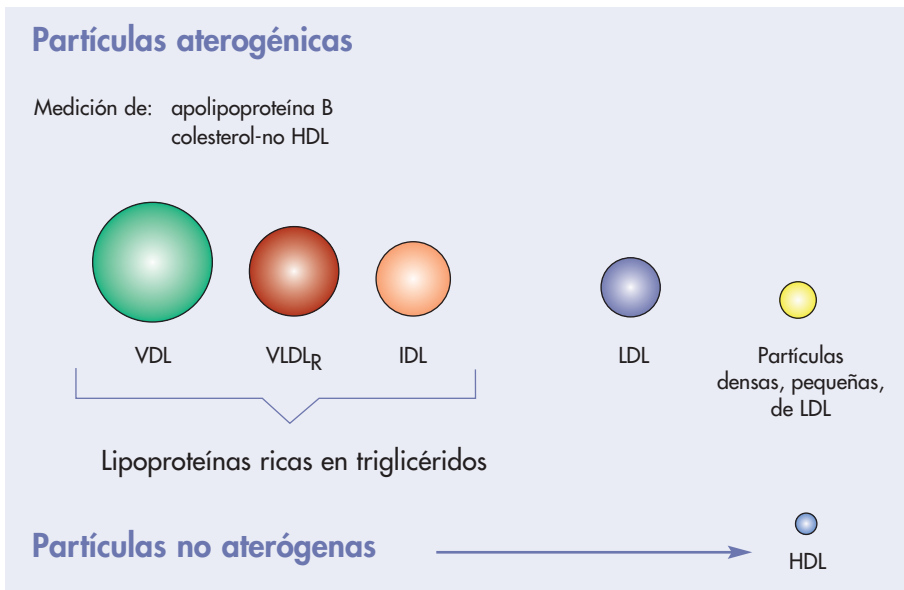 Partículas aterogénicas
Medición de: apolipoproteína B
colesterol-no HDL
VDL
VLDLR
IDL
LDL
Partículas
densas, pequeñas,
de LDL
Lipoproteínas ricas en triglicéridos
Partículas no aterógenas
HDL